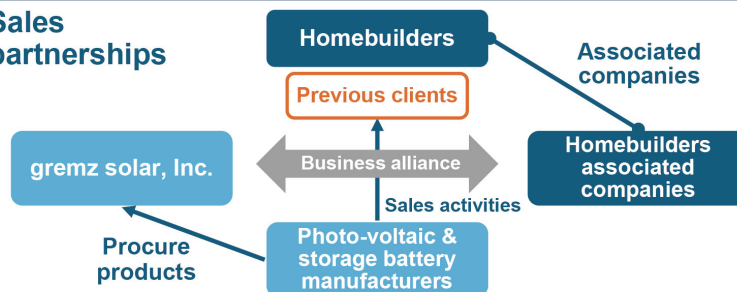 Sales
partnerships
Homebuilders
Associated
companies
Previous clients
gremz solar, Inc.
Business alliance
Homebuilders
associated
companies
Sales activities
Procure
products
Photo-voltaic &
storage battery
manufacturers